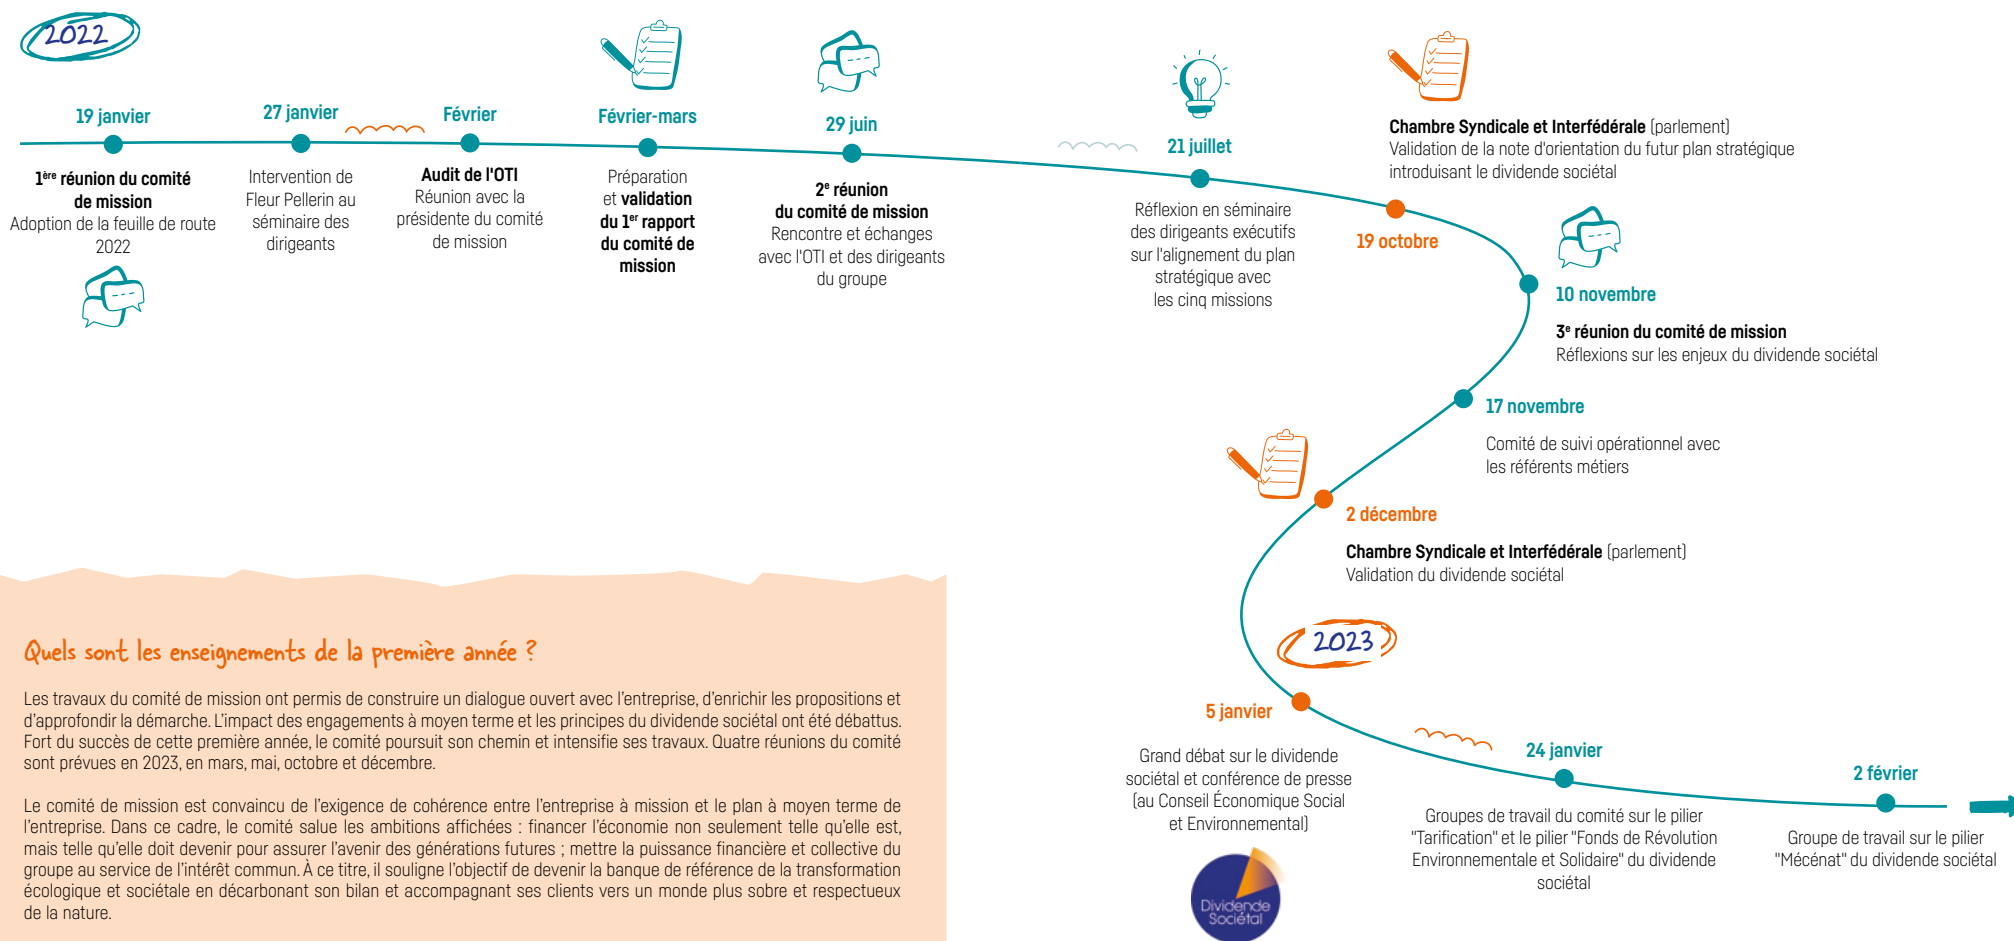 2022
19 janvier
1ère réunion du comité
de mission
Adoption de la feuille de route
2022
27 janvier
Intervention de
Fleur Pellerin au
séminaire des
dirigeants
Février
Audit de l'OTI
Réunion avec la
présidente du comité
de mission
Février-mars
Préparation
et validation
du 1er rapport
du comité de
mission
29 juin
2e réunion
du comité de mission
Rencontre et échanges
avec l'OTI et des dirigeants
du groupe
21 juillet
Réflexion en séminaire
des dirigeants exécutifs
sur l'alignement du plan
stratégique avec
les cinq missions
Chambre Syndicale et Interfédérale (parlement)
Validation de la note d'orientation du futur plan stratégique
introduisant le dividende sociétal
19 octobre
10 novembre
3e réunion du comité de mission
Réflexions sur les enjeux du dividende sociétal
17 novembre
Comité de suivi opérationnel avec
les référents métiers
2 décembre
Chambre Syndicale et Interfédérale (parlement)
Validation du dividende sociétal
2023
5 janvier
Grand débat sur le dividende
sociétal et conférence de presse
(au Conseil Économique Social
et Environnemental)
Dividende
Sociétal
24 janvier
Groupes de travail du comité sur le pilier
"Tarification" et le pilier "Fonds de Révolution
Environnementale et Solidaire" du dividende
sociétal
2 février
Groupe de travail sur le pilier
"Mécénat" du dividende sociétal
Quels sont les enseignements de la première année ?
Les travaux du comité de mission ont permis de construire un dialogue ouvert avec l'entreprise, d'enrichir les propositions et
d'approfondir la démarche. L'impact des engagements à moyen terme et les principes du dividende sociétal ont été débattus.
Fort du succès de cette première année, le comité poursuit son chemin et intensifie ses travaux. Quatre réunions du comité
sont prévues en 2023, en mars, mai, octobre et décembre.
Le comité de mission est convaincu de l'exigence de cohérence entre l'entreprise à mission et le plan à moyen terme de
l'entreprise. Dans ce cadre, le comité salue les ambitions affichées : financer l'économie non seulement telle qu'elle est,
mais telle qu'elle doit devenir pour assurer l'avenir des générations futures ; mettre la puissance financière et collective du
groupe au service de l'intérêt commun. À ce titre, il souligne l'objectif de devenir la banque de référence de la transformation
écologique et sociétale en décarbonant son bilan et accompagnant ses clients vers un monde plus sobre et respectueux
de la nature.